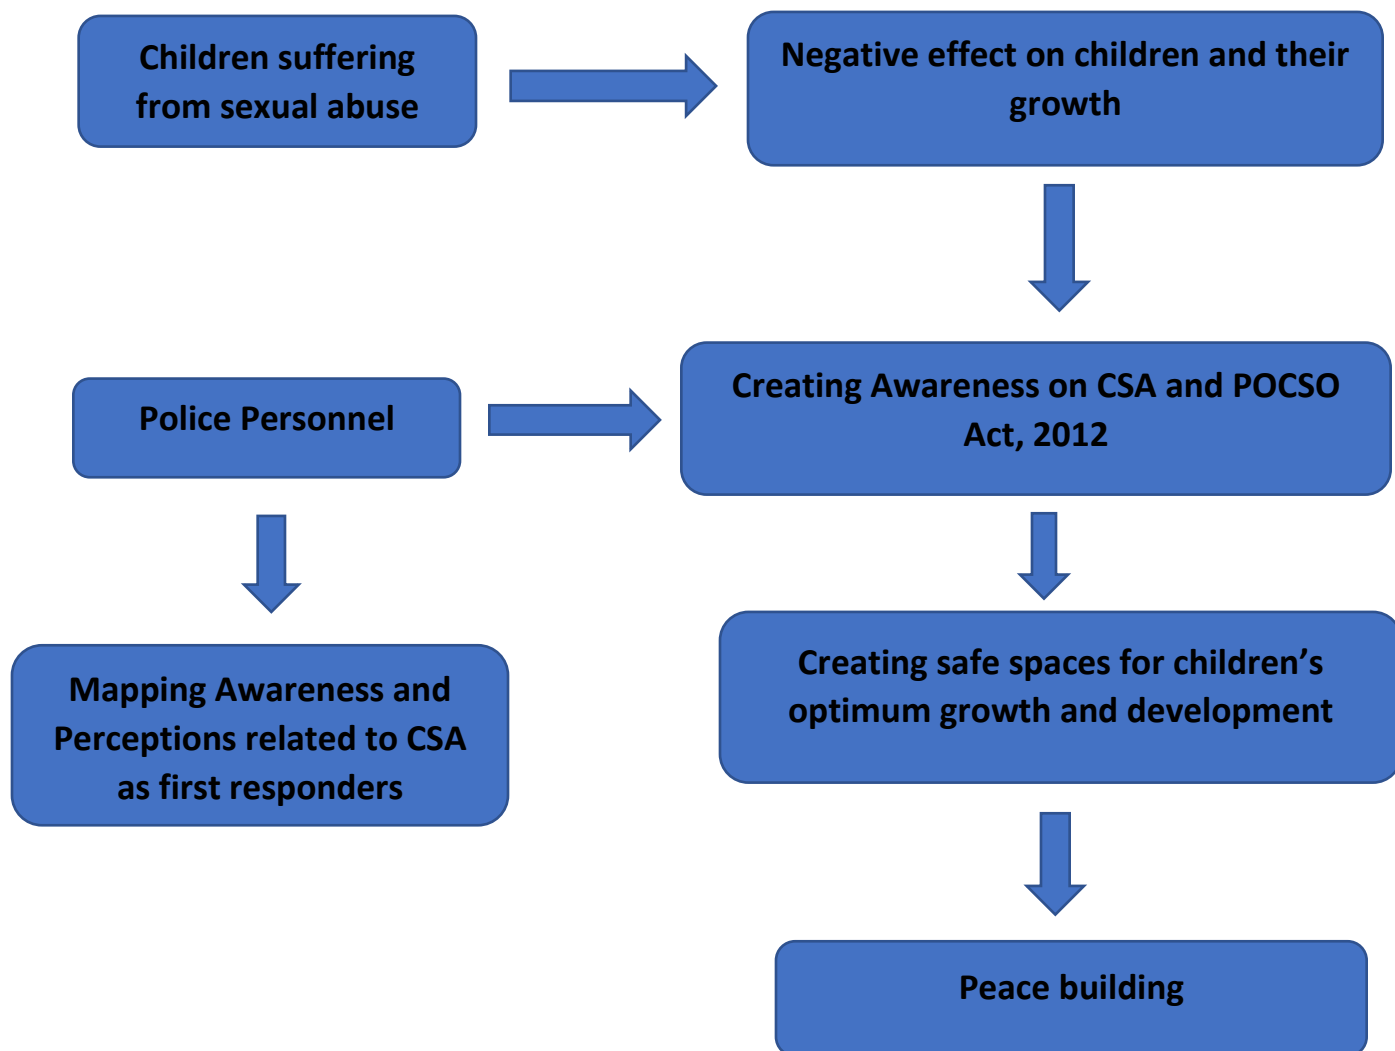 Children suffering
from sexual abuse
Negative effect on children and their
growth
Police Personnel
Creating Awareness on CSA and POCSO
Act, 2012
Mapping Awareness and
Perceptions related to CSA
as first responders
Creating safe spaces for children’s
optimum growth and development
Peace building